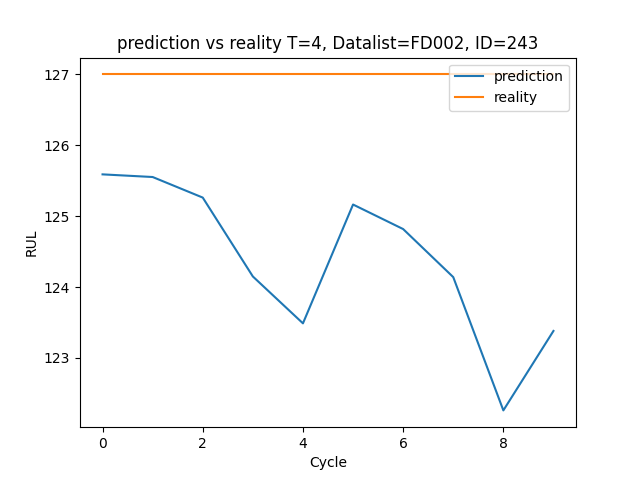 prediction vs reality T=4, Datalist=FD002, ID=243
127
126
125
124
123
RUL
prediction
reality
0 2 4 6 8
Cycle